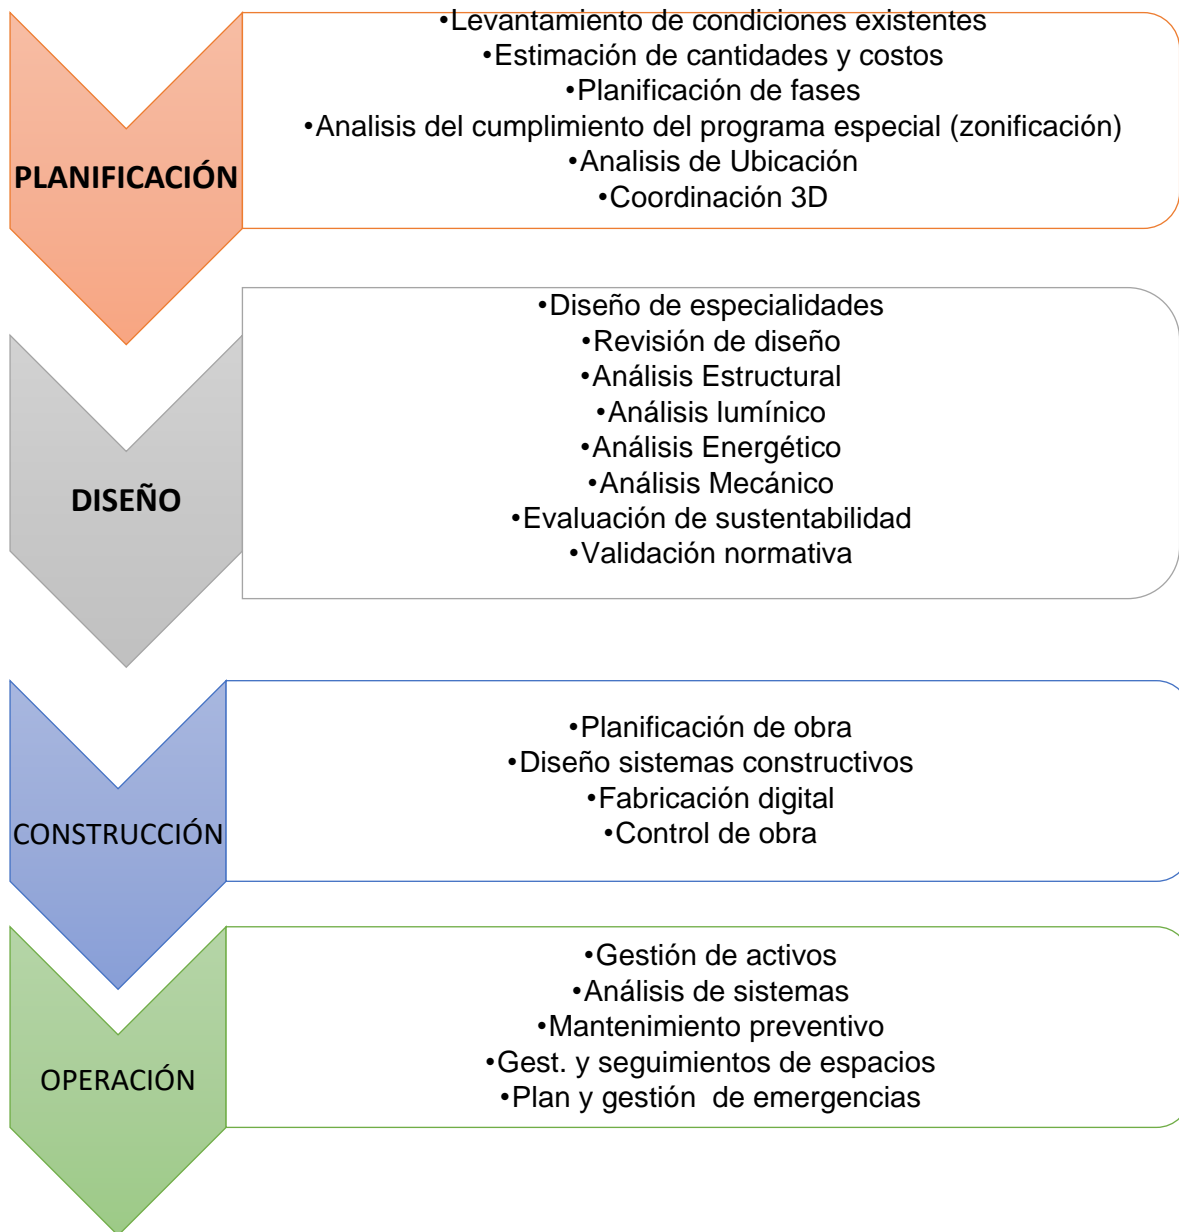 PLANIFICACIÓN
•Levantamiento de condiciones existentes
•Estimación de cantidades y costos
•Planificación de fases
•Analisis del cumplimiento del programa especial (zonificación)
•Analisis de Ubicación
•Coordinación 3D
DISEÑO
•Diseño de especialidades
•Revisión de diseño
•Análisis Estructural
•Análisis lumínico
•Análisis Energético
•Análisis Mecánico
•Evaluación de sustentabilidad
•Validación normativa
CONSTRUCCIÓN
•Planificación de obra
•Diseño sistemas constructivos
•Fabricación digital
•Control de obra
OPERACIÓN
•Gestión de activos
•Análisis de sistemas
•Mantenimiento preventivo
•Gest. y seguimientos de espacios
•Plan y gestión  de emergencias